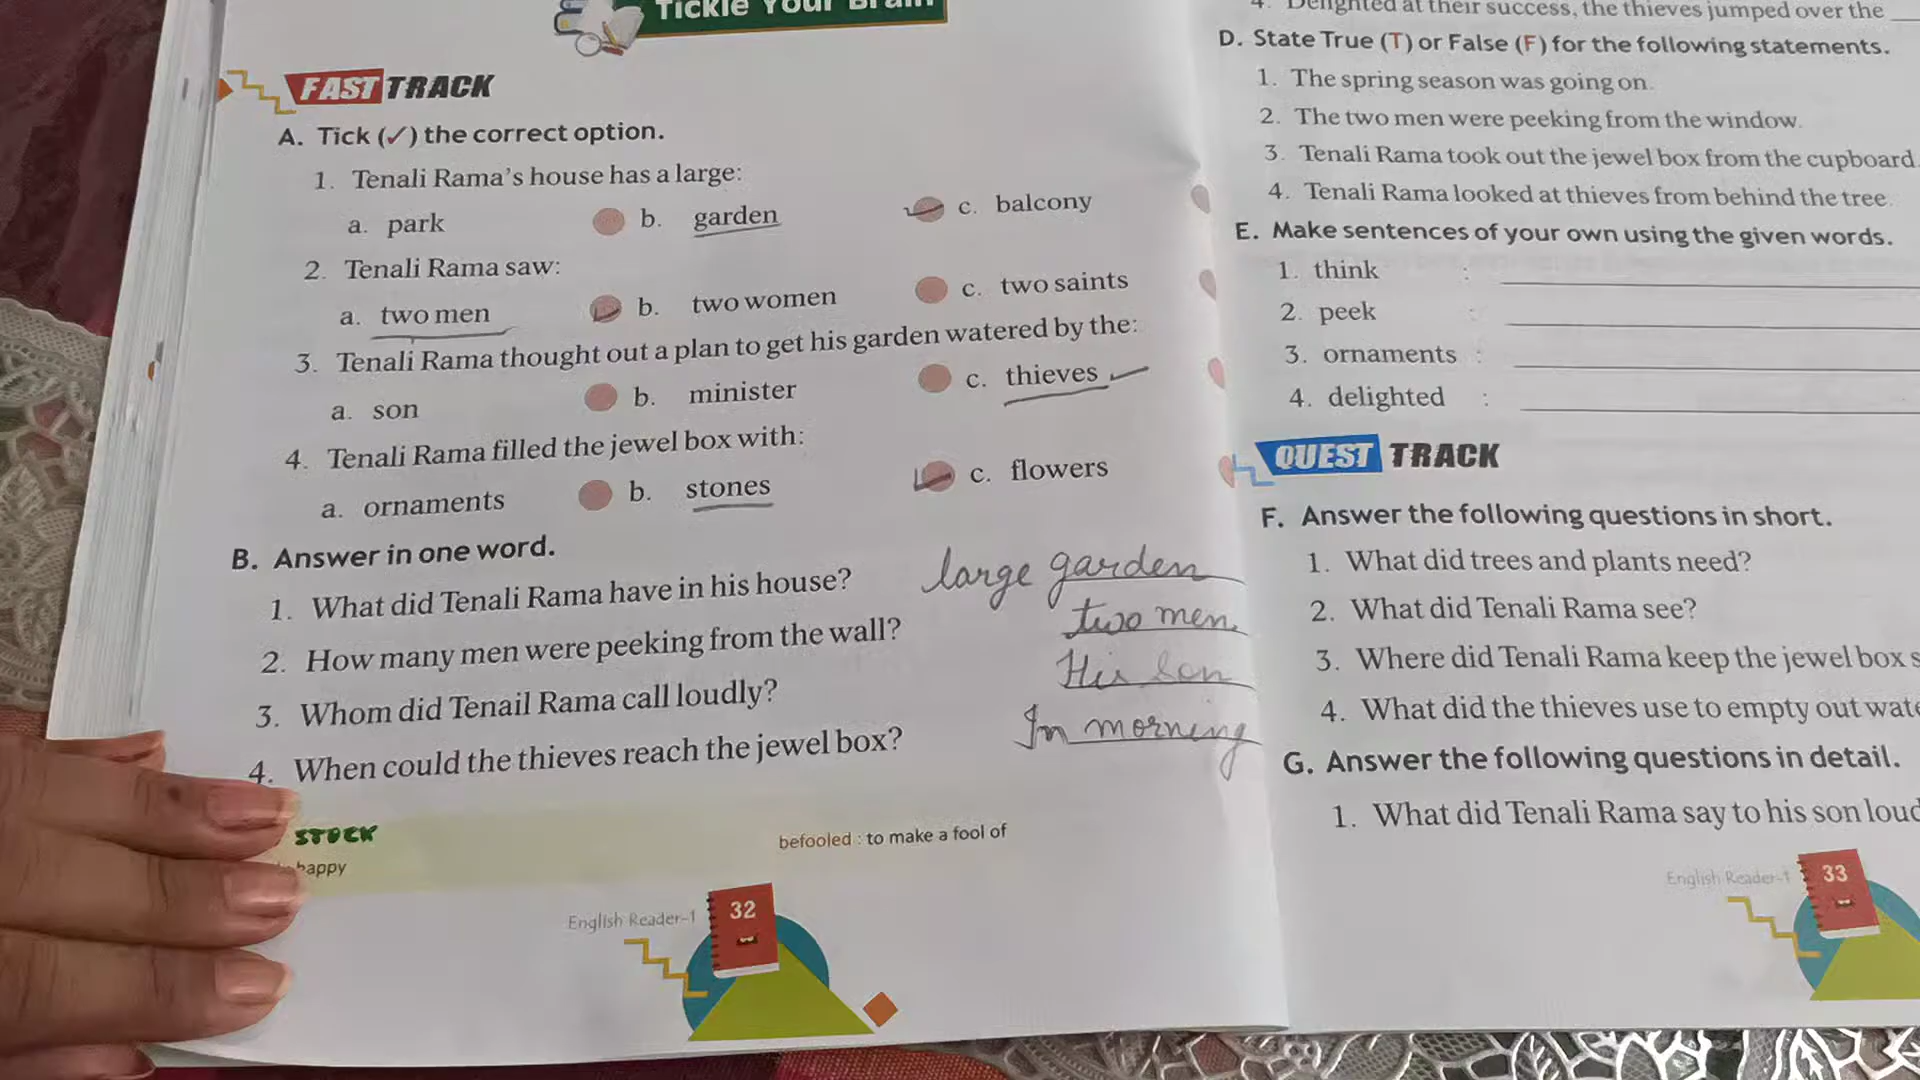 Tickle Your Brain
FAST TRACK
A. Tick (✓) the correct option.
1. Tenali Rama's house has a large:
a. park b. garden c. balcony
2. Tenali Rama saw:
a. two men b. two women c. two saints
3. Tenali Rama thought out a plan to get his garden watered by the:
a. son b. minister c. thieves
4. Tenali Rama filled the jewel box with:
a. ornaments b. stones c. flowers
B. Answer in one word.
1. What did Tenali Rama have in his house? large garden
2. How many men were peeking from the wall? two men.
3. Whom did Tenail Rama call loudly? His son
4. When could the thieves reach the jewel box? In morning
STOCK
happy
befooled : to make a fool of
English Reader-1 32
4. Delighted at their success, the thieves jumped over the
D. State True (T) or False (F) for the following statements.
1. The spring season was going on.
2. The two men were peeking from the window.
3. Tenali Rama took out the jewel box from the cupboard.
4. Tenali Rama looked at thieves from behind the tree.
E. Make sentences of your own using the given words.
1. think :
2. peek :
3. ornaments :
4. delighted :
QUEST TRACK
F. Answer the following questions in short.
1. What did trees and plants need?
2. What did Tenali Rama see?
3. Where did Tenali Rama keep the jewel box
4. What did the thieves use to empty out
G. Answer the following questions in detail.
1. What did Tenali Rama say to his son
English Reader-1 33